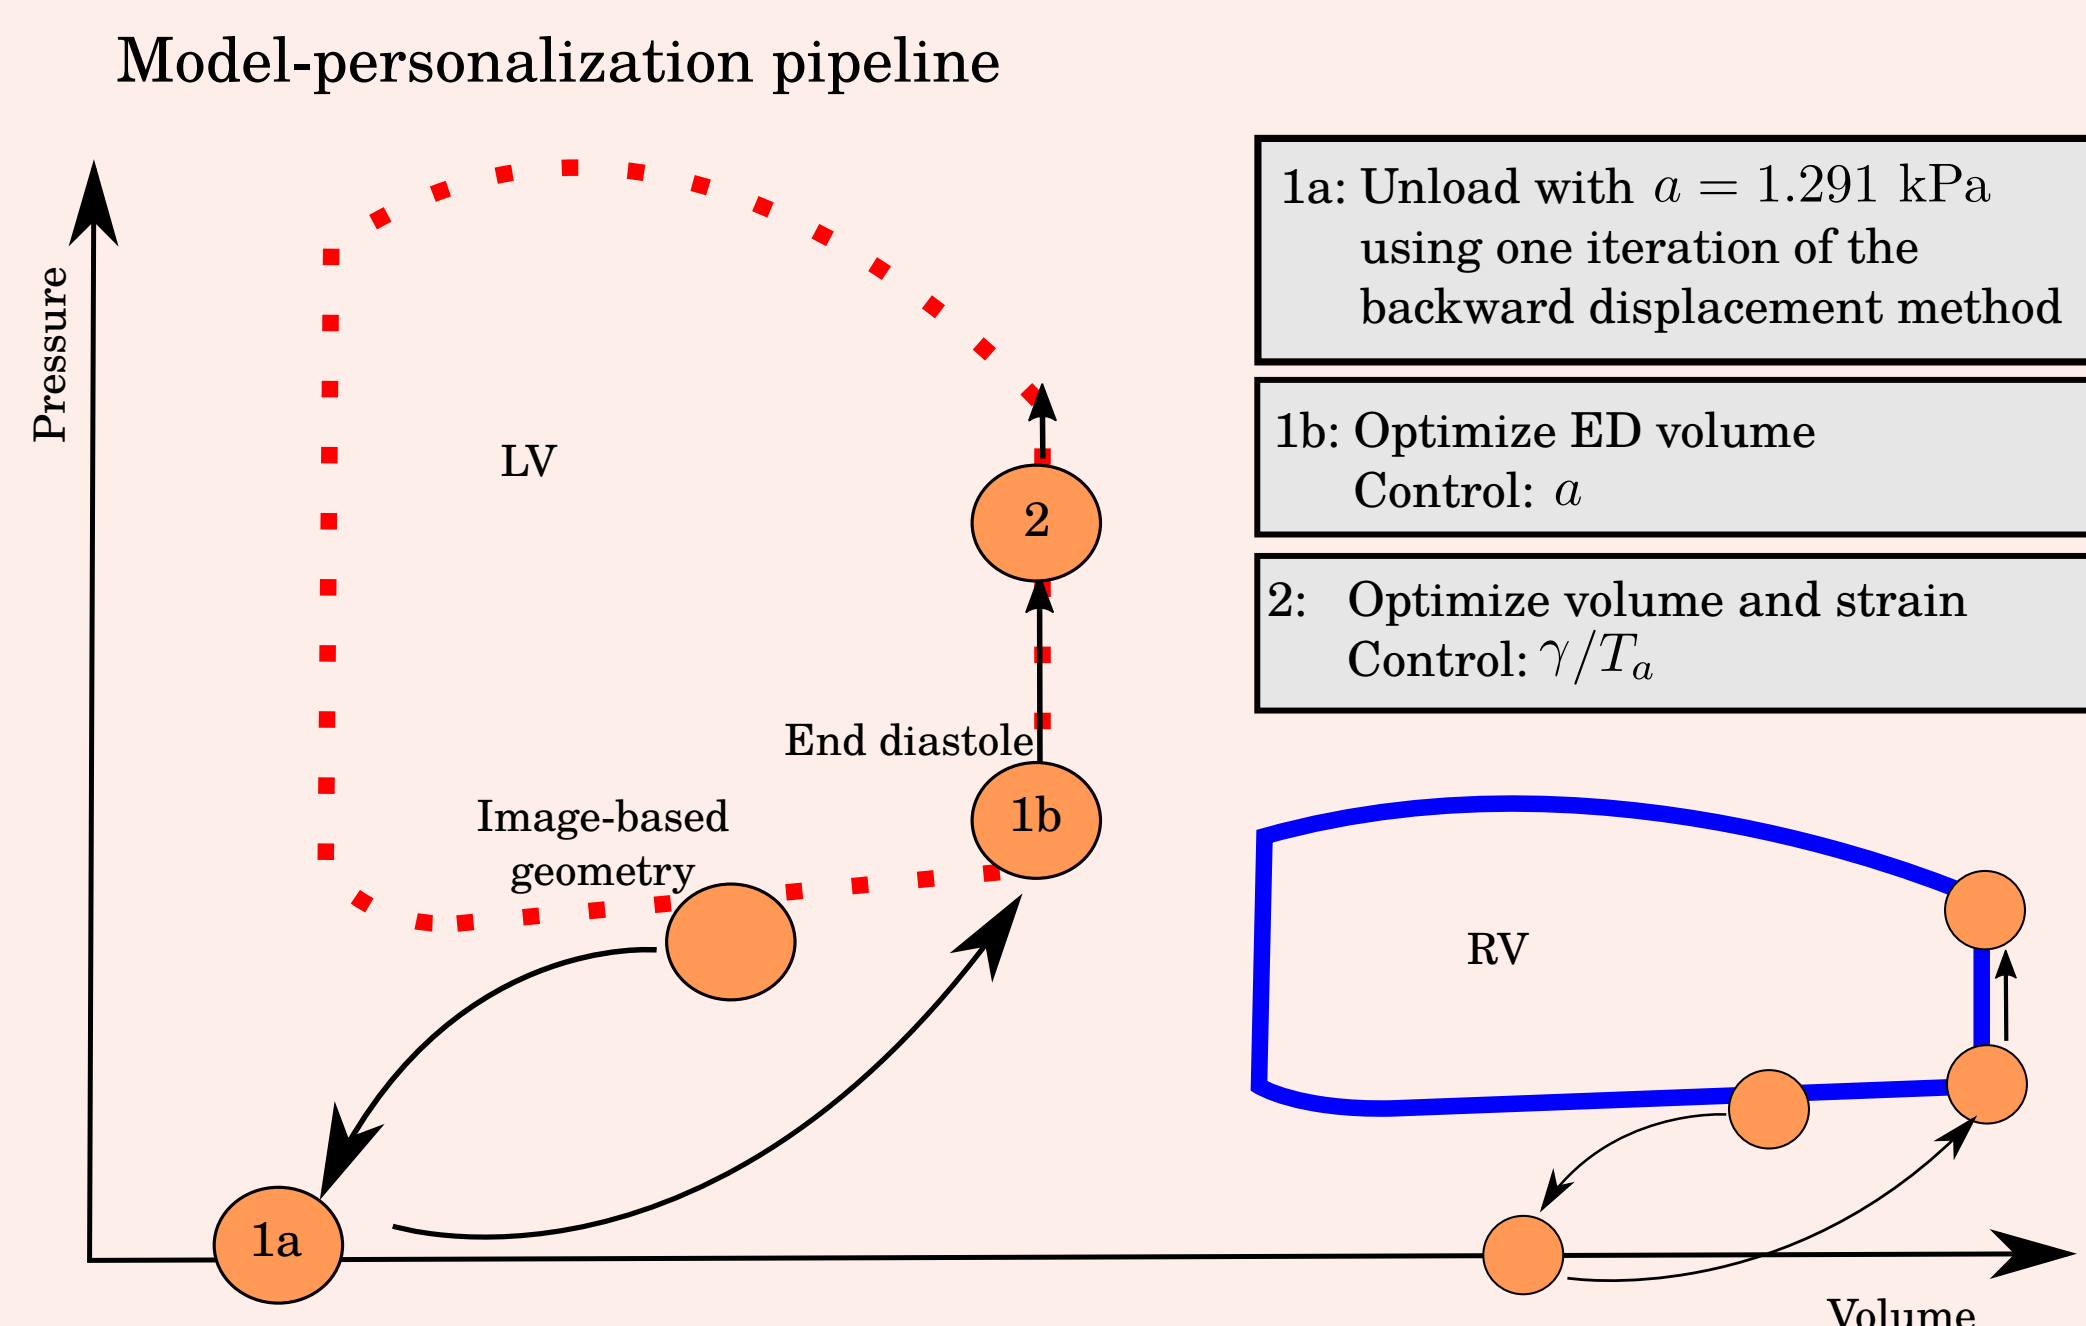 Model-personalization pipeline
Pressure
LV
2
End diastole
1b
Image-based
geometry
1a
1a: Unload with a = 1.291 kPa
using one iteration of the
backward displacement method
1b: Optimize ED volume
Control: a
2: Optimize volume and strain
Control: γ/Tₐ
RV
Volume